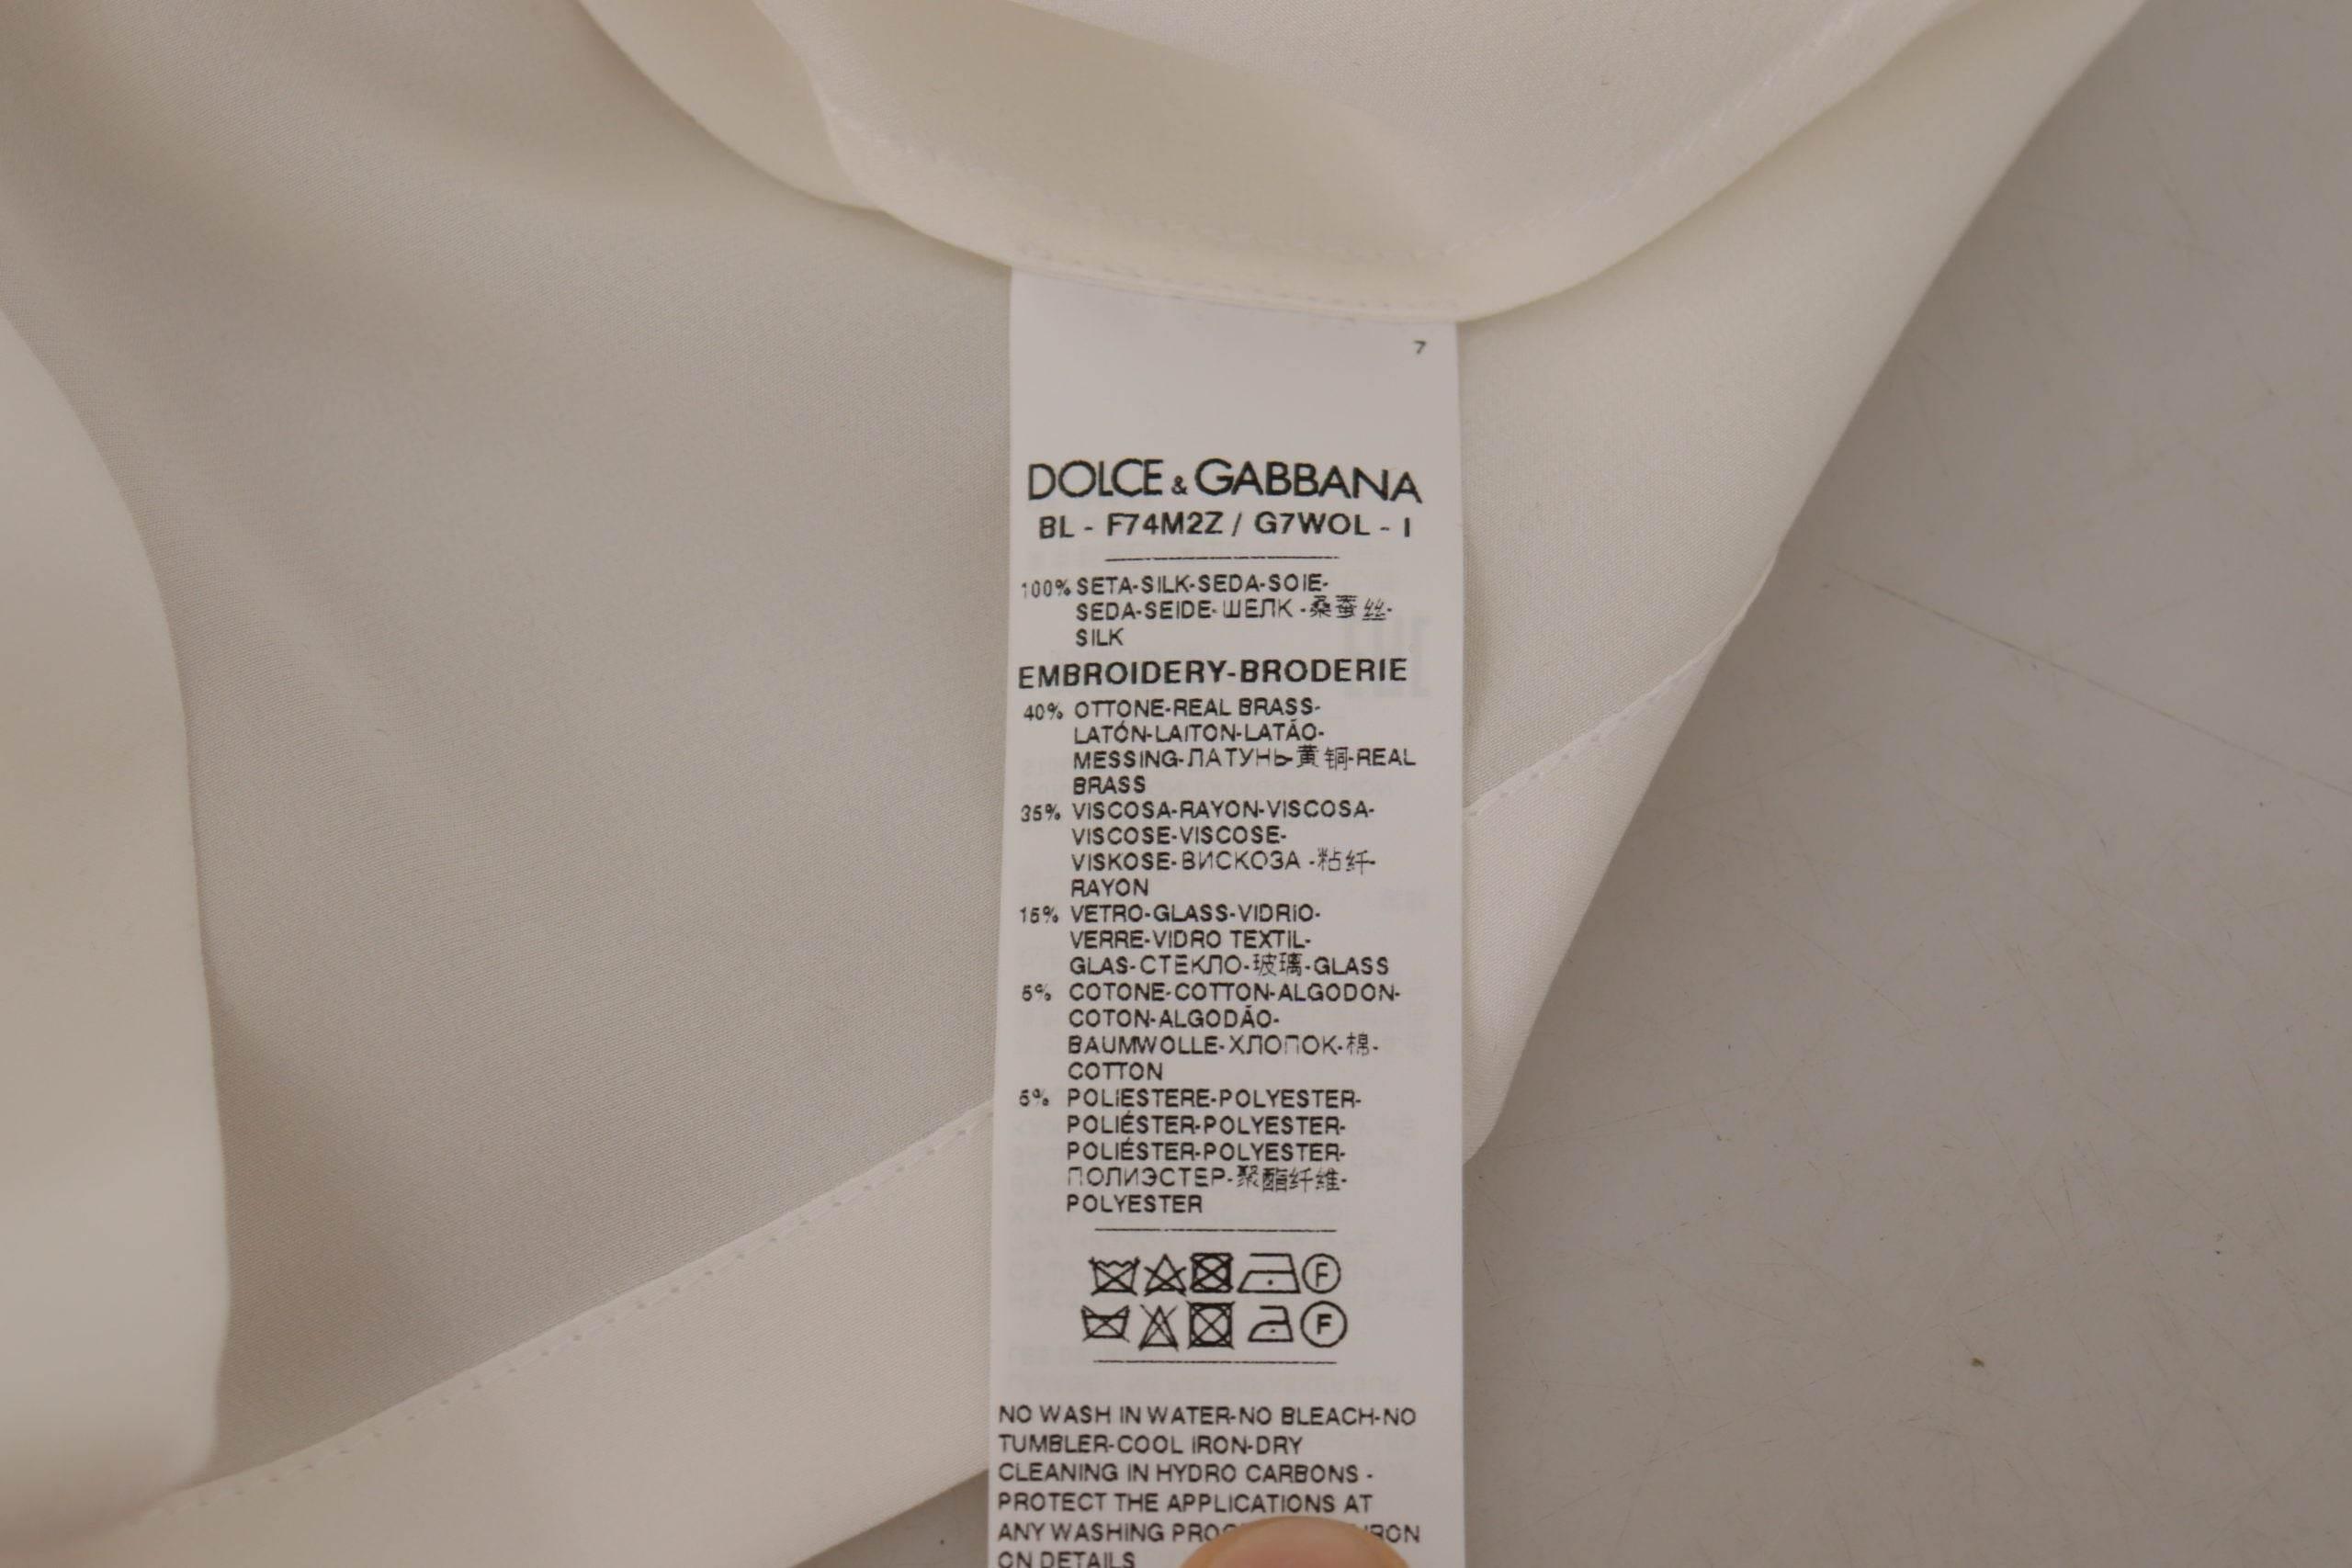 7
DOLCE & GABBANA
BL - F74M2Z / G7WOL - I
100% SETA-SILK-SEDA-SOIE-
SEDA-SEIDE-ШЕЛК -桑蚕丝-
SILK
EMBROIDERY-BRODERIE
40% OTTONE-REAL BRASS-
LATÓN-LAITON-LATÃO-
MESSING-ЛАТУНЬ-黄铜-REAL
BRASS
35% VISCOSA-RAYON-VISCOSA-
VISCOSE-VISCOSE-
VISKOSE-ВИСКОЗА -粘纤-
RAYON
15% VETRO-GLASS-VIDRIO-
VERRE-VIDRO TEXTIL-
GLAS-СТЕКЛО-玻璃-GLASS
5% COTONE-COTTON-ALGODON-
COTON-ALGODÃO-
BAUMWOLLE-ХЛОПОК-棉-
COTTON
5% POLIESTERE-POLYESTER-
POLIÉSTER-POLYESTER-
POLIÉSTER-POLYESTER-
ПОЛИЭСТЕР-聚酯纤维-
POLYESTER
F
F
NO WASH IN WATER-NO BLEACH-NO
TUMBLER-COOL IRON-DRY
CLEANING IN HYDRO CARBONS -
PROTECT THE APPLICATIONS AT
ANY WASHING
ON DETAILS